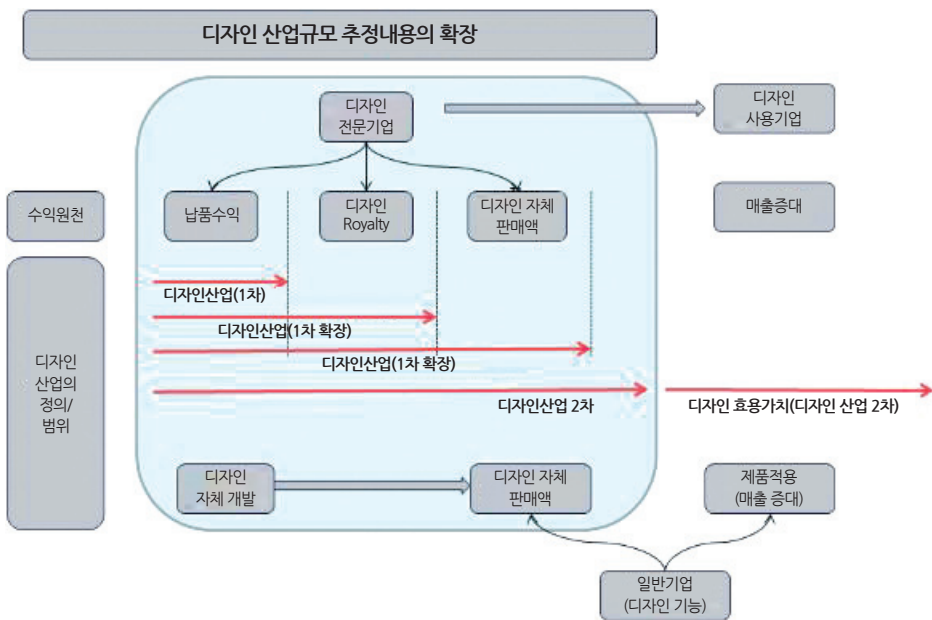 디자인 산업규모 추정내용의 확장
디자인
전문기업
디자인
사용기업
수익원천
납품수익
디자인
Royalty
디자인 자체
판매액
매출증대
디자인
산업의
정의/
범위
디자인산업(1차)
디자인산업(1차 확장)
디자인산업(1차 확장)
디자인산업 2차
디자인 효용가치(디자인 산업 2차)
디자인
자체 개발
디자인 자체
판매액
제품적용
(매출 증대)
일반기업
(디자인 기능)